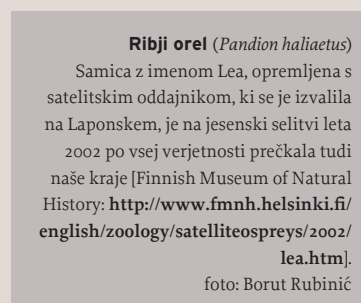 Ribji orel (Pandion haliaetus)
Samica z imenom Lea, opremljena s
satelitskim oddajnikom, ki se je izvalila
na Laponskem, je na jesenski selitvi leta
2002 po vsej verjetnosti prečkala tudi
naše kraje [Finnish Museum of Natural
History: http://www.fmnh.helsinki.fi/
english/zoology/satelliteospreys/2002/
lea.htm].
foto: Borut Rubinić